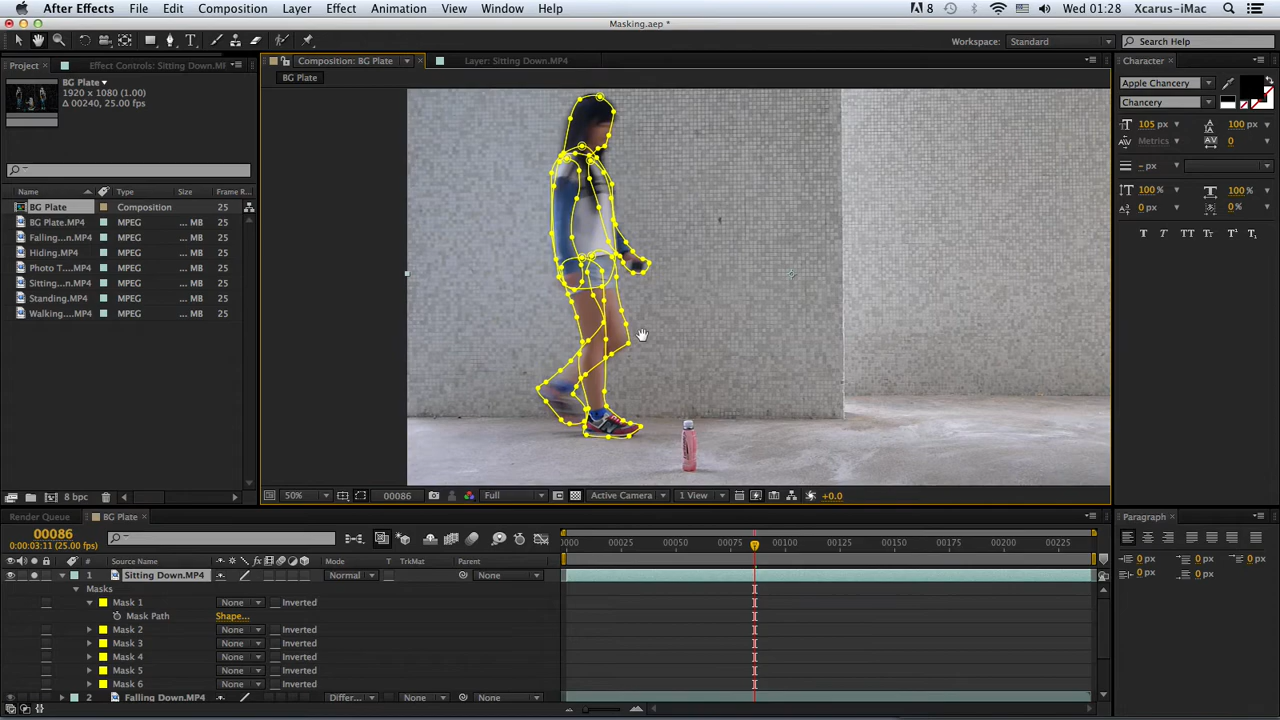 After Effects File Edit Composition Layer Effect Animation View Window Help 8 Wed 01:28 Xcarus-iMac
Masking.aep *
Workspace: Standard Search Help
Project Effect Controls: Sitting Down.M Composition: BG Plate Layer: Sitting Down.MP4 Character
BG Plate
1920 x 1080 (1.00)
Δ 00240, 25.00 fps
BG Plate
Apple Chancery
Chancery
105 px 100 px
Metrics 0
- px
100% 100%
0 px 0 %
T T TT Tr T¹ T₁
Name Type Size Frame R...
BG Plate Composition 25
BG Plate.MP4 MPEG ... MB 25
Falling...n.MP4 MPEG ... MB 25
Hiding.MP4 MPEG ... MB 25
Photo T....MP4 MPEG ... MB 25
Sitting...n.MP4 MPEG ... MB 25
Standing.MP4 MPEG ... MB 25
Walking....MP4 MPEG ... MB 25
8 bpc
50% 00086 Full Active Camera 1 View +0.0
Render Queue BG Plate Paragraph
00086
0:00:03:11 (25.00 fps)
0000 00025 00050 00075 00100 00125 00150 00175 00200 00225
0 px 0 px 0 px
0 px 0 px
# Source Name Mode T TrkMat Parent
1 Sitting Down.MP4 Normal None
Masks
Mask 1 None Inverted
Mask Path Shape...
Mask 2 None Inverted
Mask 3 None Inverted
Mask 4 None Inverted
Mask 5 None Inverted
Mask 6 None Inverted
2 Falling Down.MP4 Differ... None None